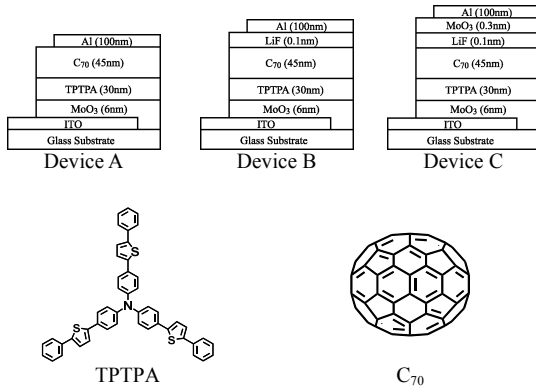 Al (100nm)
C₇₀ (45nm)
TPTPA (30nm)
MoO₃ (6nm)
ITO
Glass Substrate
Device A
Al (100nm)
LiF (0.1nm)
C₇₀ (45nm)
TPTPA (30nm)
MoO₃ (6nm)
ITO
Glass Substrate
Device B
Al (100nm)
MoO₃ (0.3nm)
LiF (0.1nm)
C₇₀ (45nm)
TPTPA (30nm)
MoO₃ (6nm)
ITO
Glass Substrate
Device C
S
N
S
S
TPTPA
C₇₀